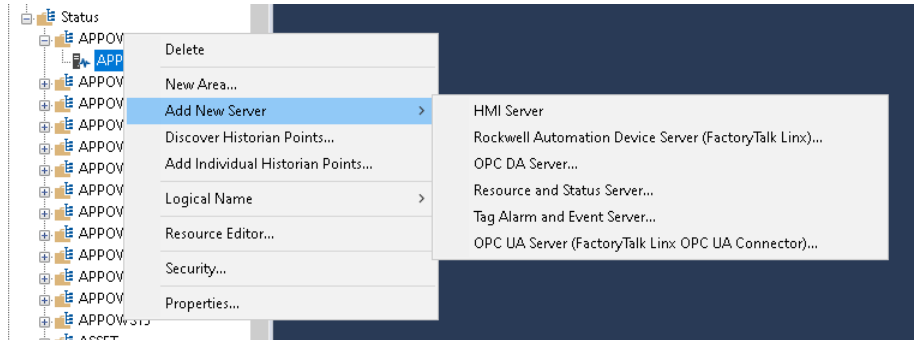 Status
APPOV
APP
APPOV
APPOV
APPOV
APPOV
APPOV
APPOV
APPOV
APPOV
APPOV
APPOV
Delete
New Area...
Add New Server
Discover Historian Points...
Add Individual Historian Points...
Logical Name
Resource Editor...
Security...
Properties...
HMI Server
Rockwell Automation Device Server (FactoryTalk Linx)...
OPC DA Server...
Resource and Status Server...
Tag Alarm and Event Server...
OPC UA Server (FactoryTalk Linx OPC UA Connector)...